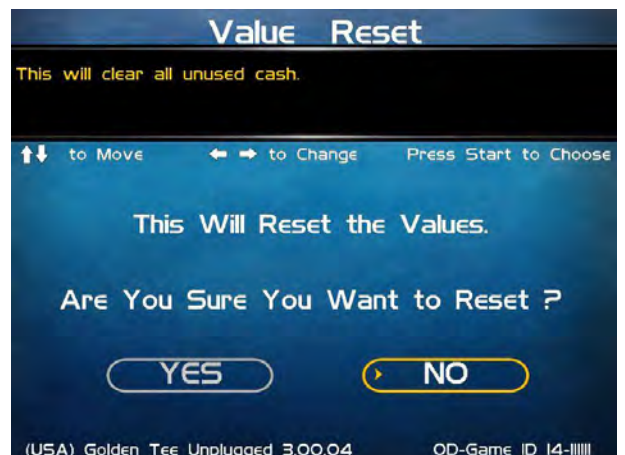 Value Reset
This will clear all unused cash.
to Move to Change Press Start to Choose
This Will Reset the Values.
Are You Sure You Want to Reset ?
YES NO
(USA) Golden Tee Unplugged 3.00.04 OD-Game ID 14-111111